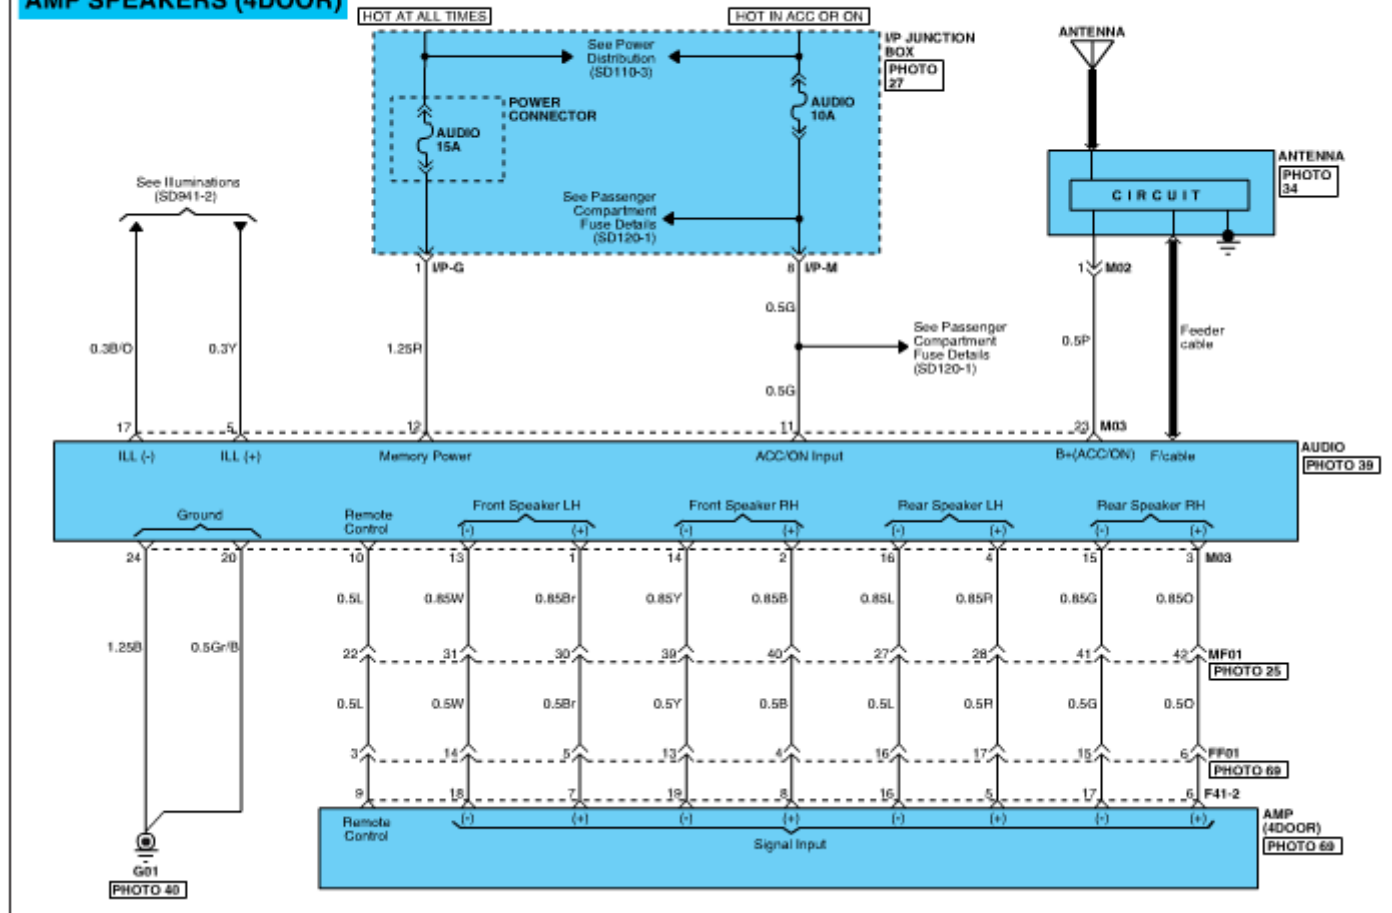 AMP SPEAKERS (4DOOR)
HOT AT ALL TIMES
HOT IN ACC OR ON
ANTENNA
See Power
Distribution
(SD110-3)
I/P JUNCTION
BOX
PHOTO
27
POWER
CONNECTOR
AUDIO
15A
AUDIO
10A
ANTENNA
PHOTO
34
CIRCUIT
See Illuminations
(SD941-2)
See Passenger
Compartment
Fuse Details
(SD120-1)
1 I/P-G
8 I/P-M
1 M02
0.5G
See Passenger
Compartment
Fuse Details
(SD120-1)
0.3B/O
0.3Y
1.25R
0.5P
Feeder
cable
0.5G
17 5 12 11 23 M03
ILL (-) ILL (+) Memory Power ACC/ON Input B+(ACC/ON) F/cable
AUDIO
PHOTO 39
Ground
Remote
Control
Front Speaker LH
Front Speaker RH
Rear Speaker LH
Rear Speaker RH
(-) (+) (-) (+) (-) (+) (-) (+)
24 20 10 13 1 14 2 16 4 15 3 M03
0.5L 0.85W 0.85Br 0.85Y 0.85B 0.85L 0.85R 0.85G 0.85O
1.25B 0.5Gr/B
22 31 30 39 40 27 28 41 42 MF01
PHOTO 25
0.5L 0.5W 0.5Br 0.5Y 0.5B 0.5L 0.5R 0.5G 0.5O
3 14 5 13 4 16 17 15 6 FF01
PHOTO 69
9 18 7 19 8 16 5 17 6 F41-2
Remote
Control
(-) (+) (-) (+) (-) (+) (-) (+)
Signal Input
AMP
(4DOOR)
PHOTO 69
G01
PHOTO 40